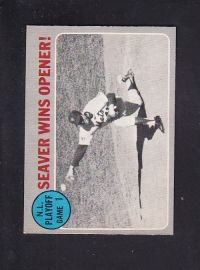 SEAVER WINS OPENER!
N.L.
PLAYOFF
GAME 1